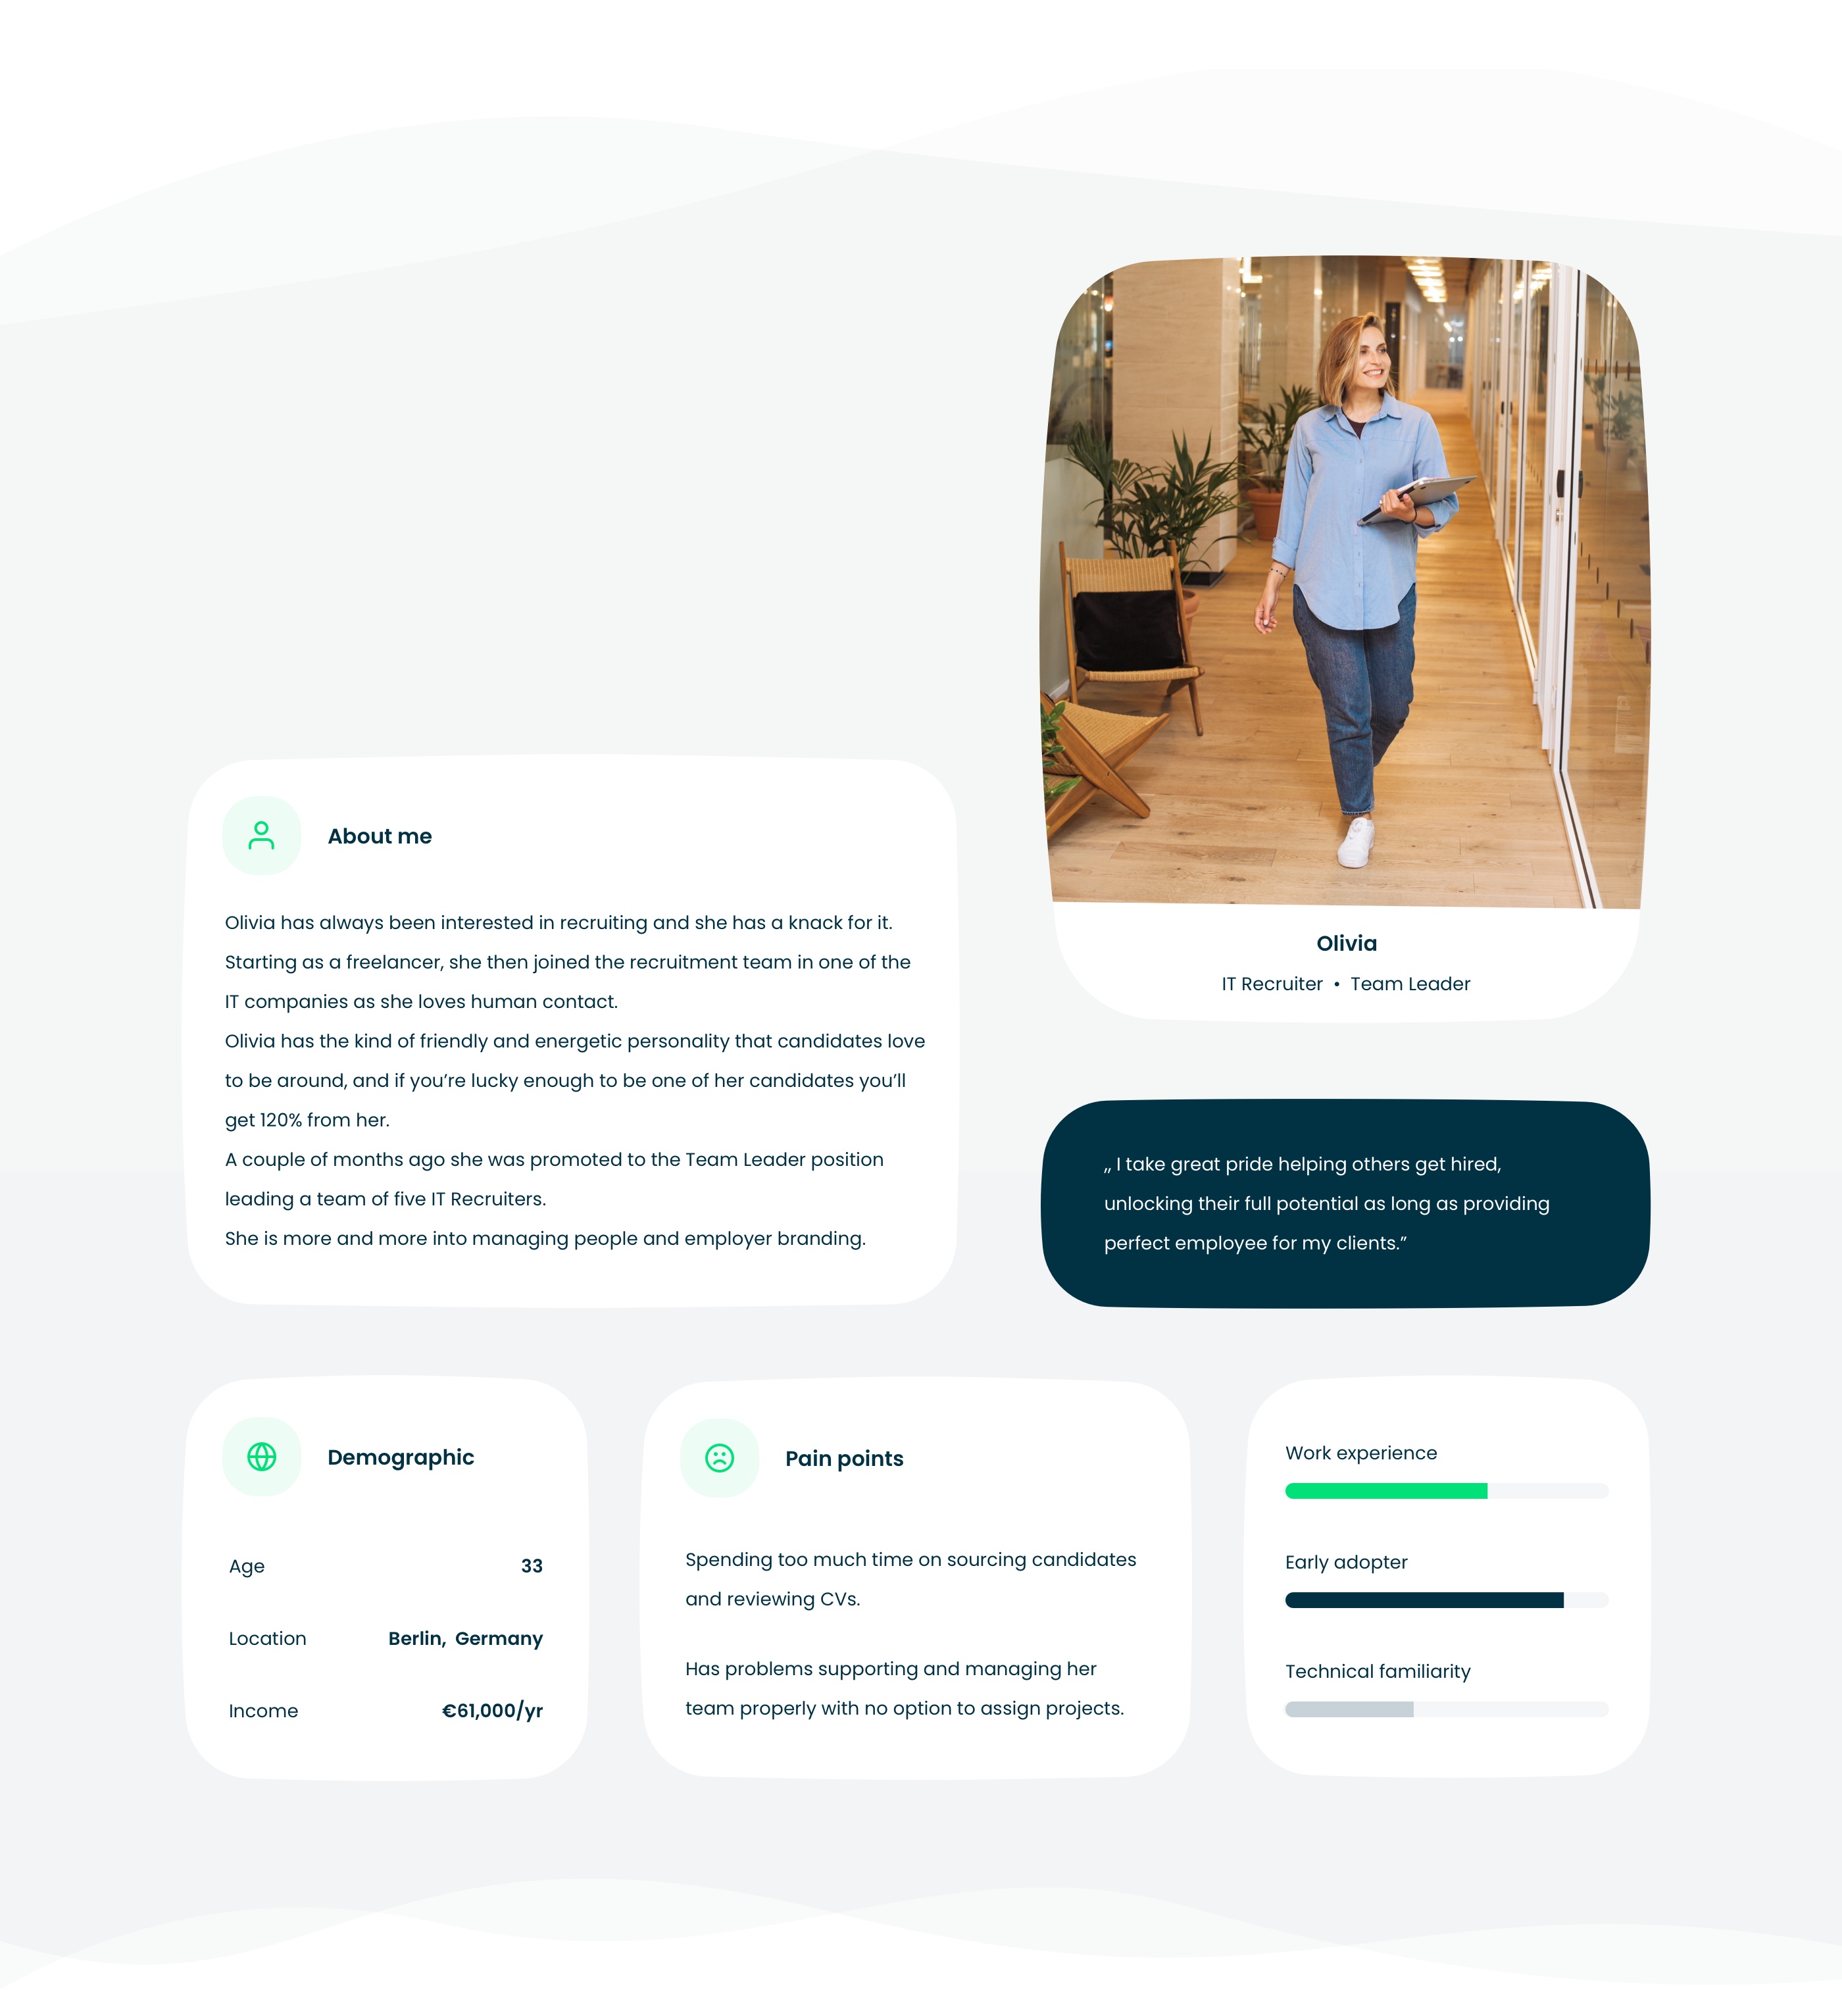 Olivia
IT Recruiter • Team Leader
About me
Olivia has always been interested in recruiting and she has a knack for it.
Starting as a freelancer, she then joined the recruitment team in one of the
IT companies as she loves human contact.
Olivia has the kind of friendly and energetic personality that candidates love
to be around, and if you’re lucky enough to be one of her candidates you’ll
get 120% from her.
A couple of months ago she was promoted to the Team Leader position
leading a team of five IT Recruiters.
She is more and more into managing people and employer branding.
„ I take great pride helping others get hired,
unlocking their full potential as long as providing
perfect employee for my clients.”
Demographic
Age 33
Location Berlin, Germany
Income €61,000/yr
Pain points
Spending too much time on sourcing candidates
and reviewing CVs.
Has problems supporting and managing her
team properly with no option to assign projects.
Work experience
Early adopter
Technical familiarity